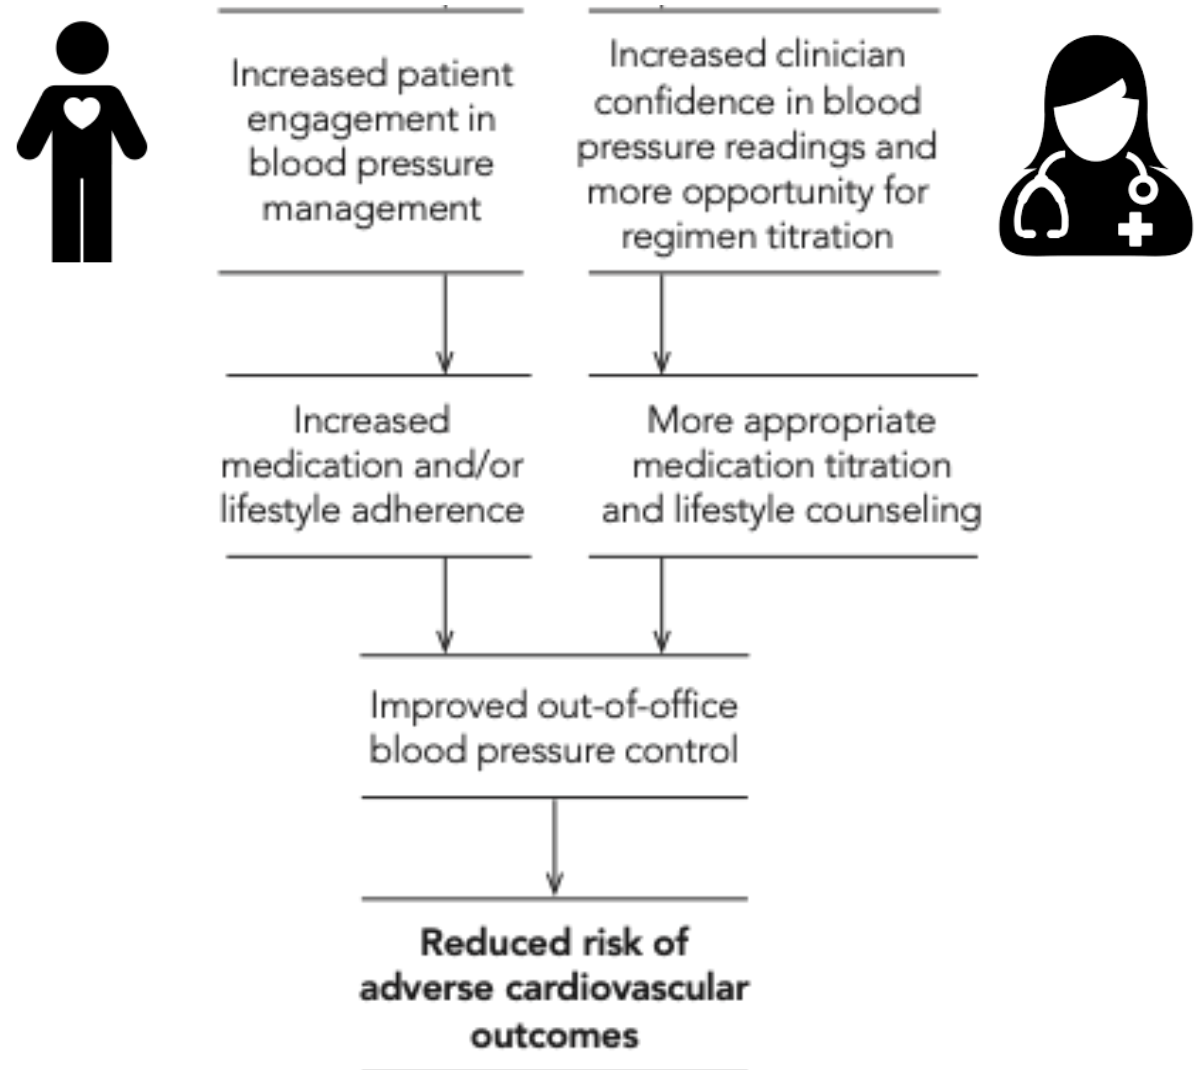 Increased patient
engagement in
blood pressure
management
Increased clinician
confidence in blood
pressure readings and
more opportunity for
regimen titration
Increased
medication and/or
lifestyle adherence
More appropriate
medication titration
and lifestyle counseling
Improved out-of-office
blood pressure control
Reduced risk of
adverse cardiovascular
outcomes